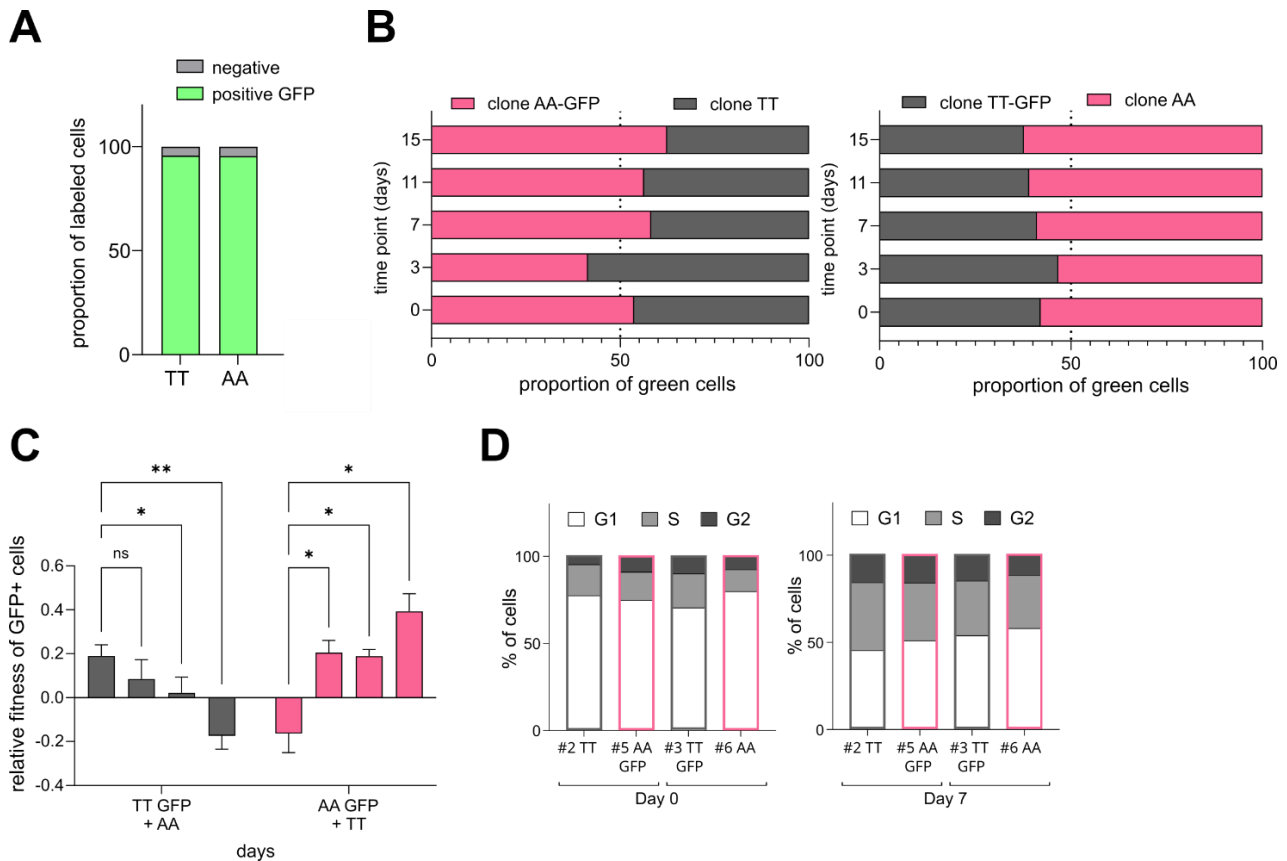 A
negative
positive GFP
proportion of labeled cells
100
50
0
TT
AA
B
clone AA-GFP
clone TT
time point (days)
15
11
7
3
0
0
50
100
proportion of green cells
clone TT-GFP
clone AA
time point (days)
15
11
7
3
0
0
50
100
proportion of green cells
C
**
*
*
ns
*
*
relative fitness of GFP+ cells
0.6
0.4
0.2
0.0
-0.2
-0.4
TT GFP
+ AA
AA GFP
+ TT
days
D
G1 S G2
% of cells
100
50
0
#2 TT
#5 AA
GFP
#3 TT
GFP
#6 AA
Day 0
G1 S G2
% of cells
100
50
0
#2 TT
#5 AA
GFP
#3 TT
GFP
#6 AA
Day 7